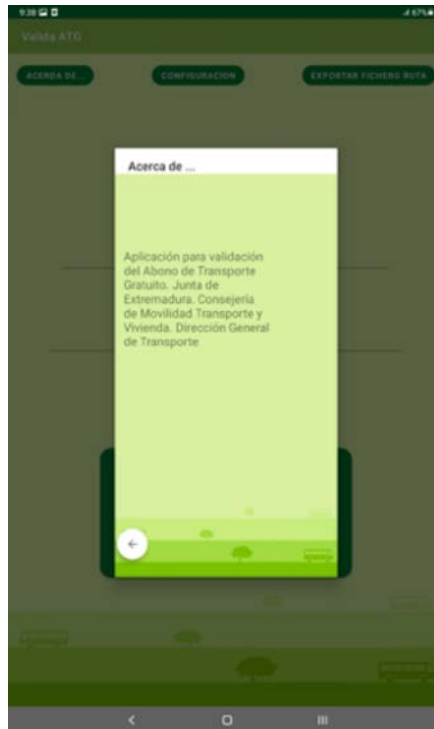 9:38
67%
Valida ATG
ACERCA DE...
CONFIGURACION
EXPORTAR FICHERO RUTA
Acerca de ...
Aplicación para validación
del Abono de Transporte
Gratuito. Junta de
Extremadura. Consejería
de Movilidad Transporte y
Vivienda. Dirección General
de Transporte